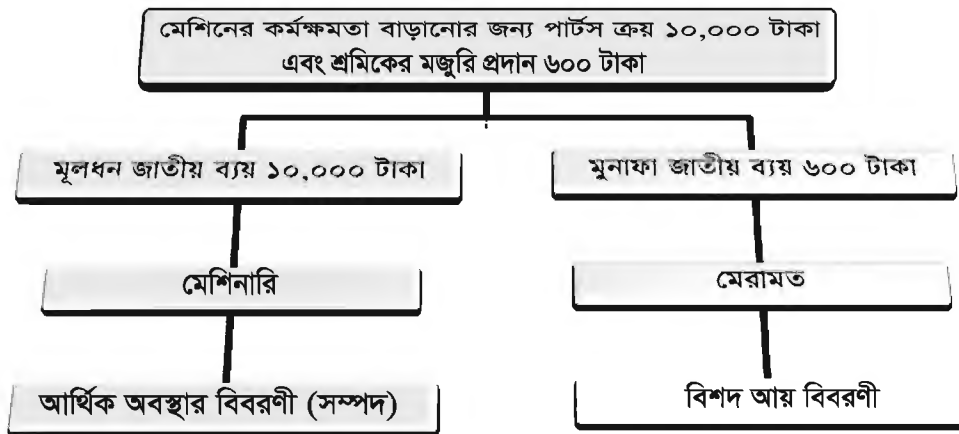 মেশিনের কর্মক্ষমতা বাড়ানোর জন্য পার্টস ক্রয় ১০,০০০ টাকা
এবং শ্রমিকের মজুরি প্রদান ৬০০ টাকা
মূলধন জাতীয় ব্যয় ১০,০০০ টাকা
মুনাফা জাতীয় ব্যয় ৬০০ টাকা
মেশিনারি
মেরামত
আর্থিক অবস্থার বিবরণী (সম্পদ)
বিশদ আয় বিবরণী